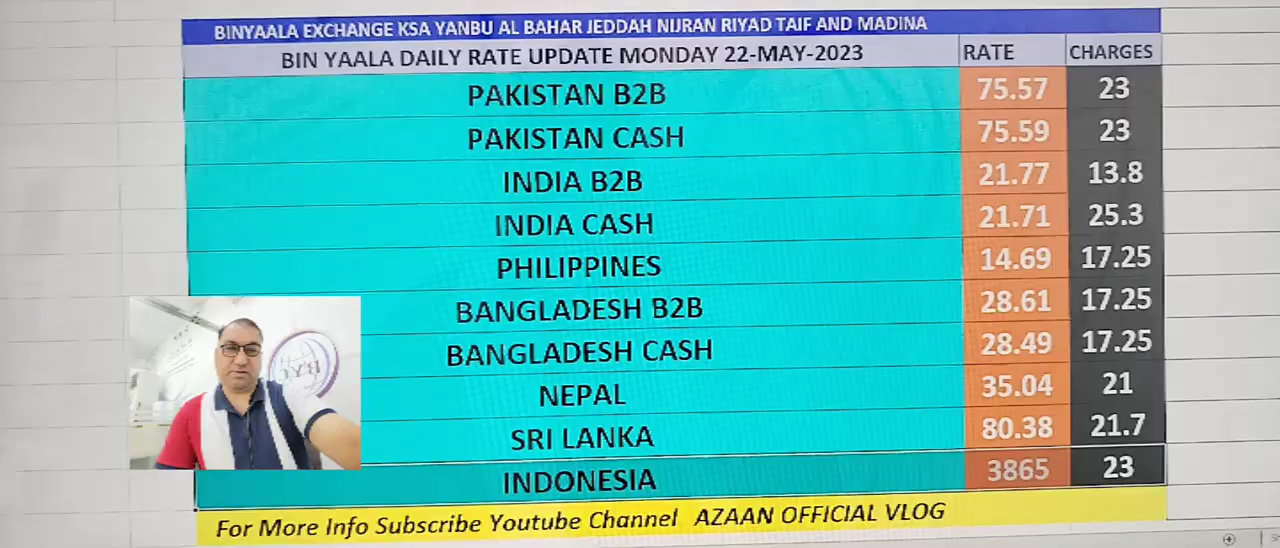 BINYAALA EXCHANGE KSA YANBU AL BAHAR JEDDAH NIJRAN RIYAD TAIF AND MADINA
BIN YAALA DAILY RATE UPDATE MONDAY 22-MAY-2023 RATE CHARGES
PAKISTAN B2B 75.57 23
PAKISTAN CASH 75.59 23
INDIA B2B 21.77 13.8
INDIA CASH 21.71 25.3
PHILIPPINES 14.69 17.25
BANGLADESH B2B 28.61 17.25
BANGLADESH CASH 28.49 17.25
NEPAL 35.04 21
SRI LANKA 80.38 21.7
INDONESIA 3865 23
For More Info Subscribe Youtube Channel AZAAN OFFICIAL VLOG